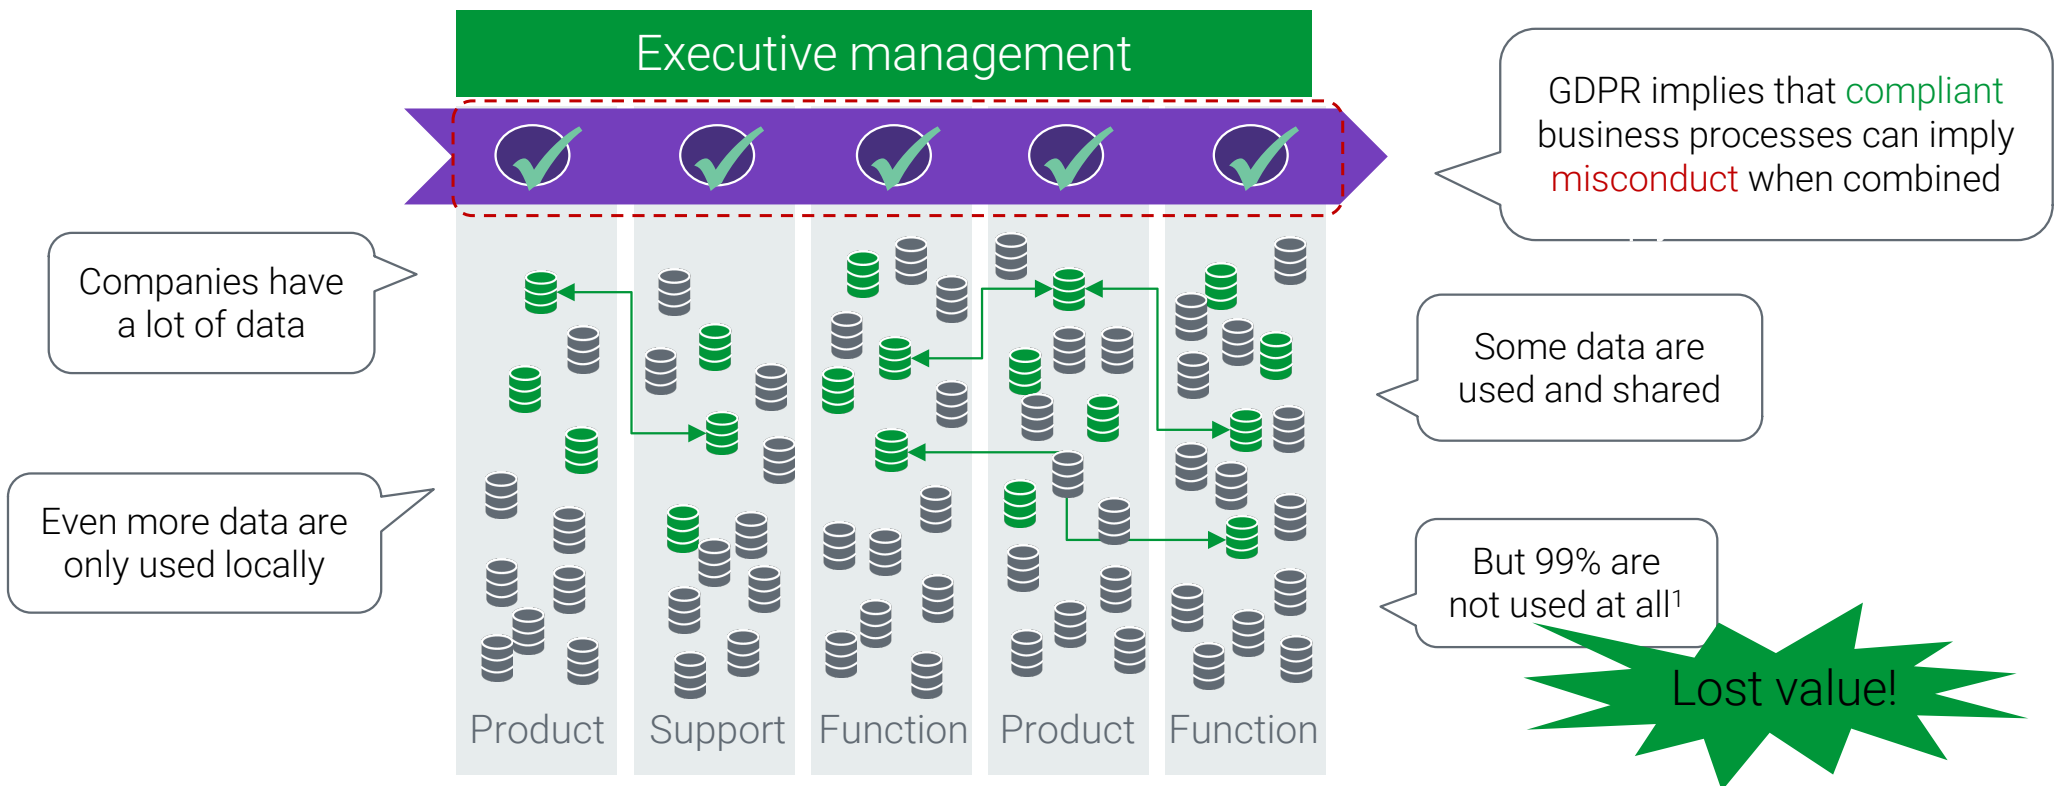 Executive management
GDPR implies that compliant
business processes can imply
misconduct when combined
Companies have
a lot of data
Some data are
used and shared
Even more data are
only used locally
But 99% are
not used at all¹
Lost value!
Product
Support
Function
Product
Function